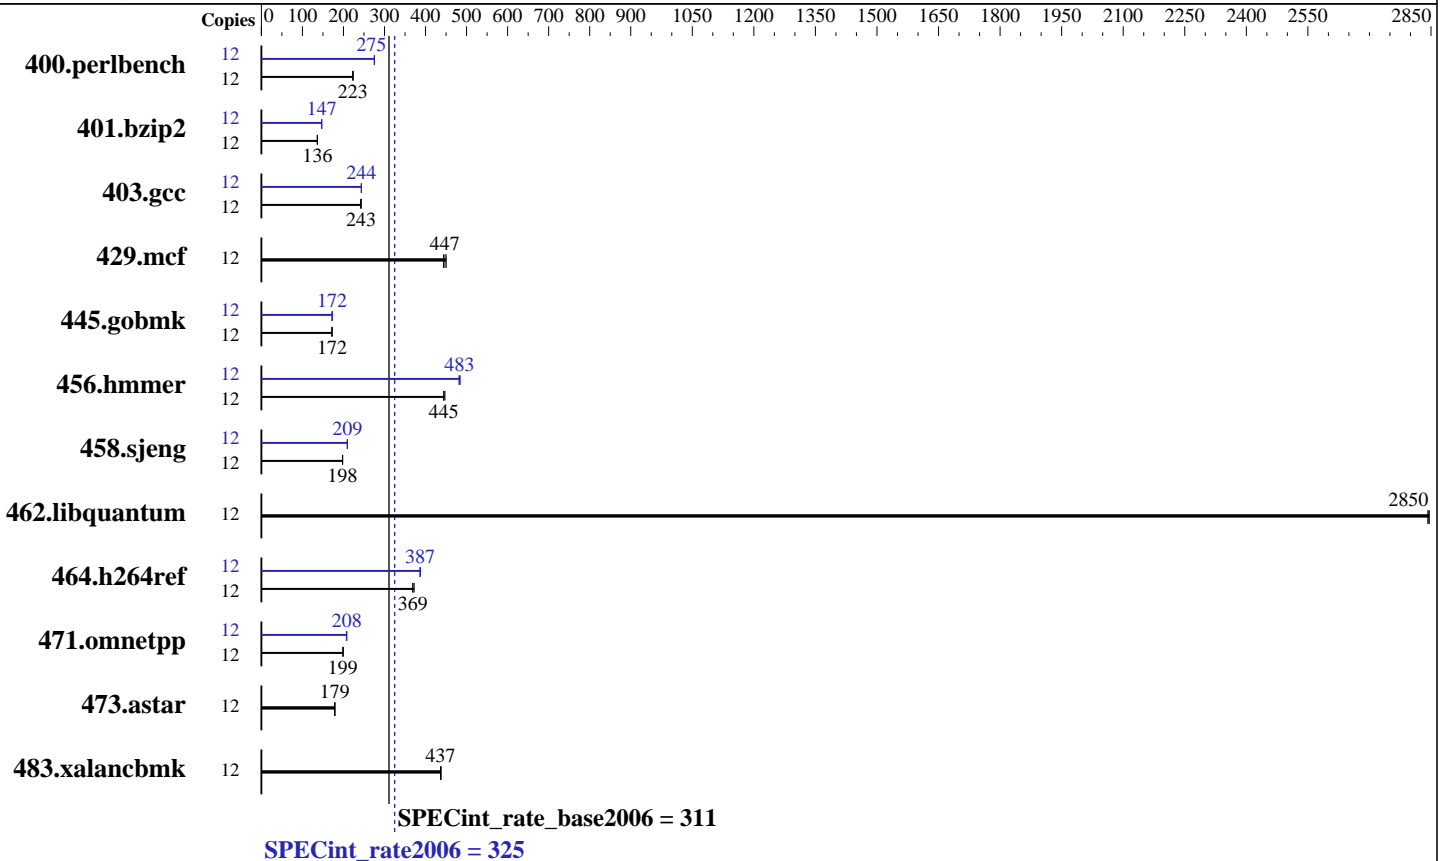 Copies 0 100 200 300 400 500 600 700 800 900 1050 1200 1350 1500 1650 1800 1950 2100 2250 2400 2550 2850
400.perlbench 12 275
12 223
401.bzip2 12 147
12 136
403.gcc 12 244
12 243
429.mcf 12 447
445.gobmk 12 172
12 172
456.hmmer 12 483
12 445
458.sjeng 12 209
12 198
462.libquantum 12 2850
464.h264ref 12 387
12 369
471.omnetpp 12 208
12 199
473.astar 12 179
483.xalancbmk 12 437
SPECint_rate_base2006 = 311
SPECint_rate2006 = 325